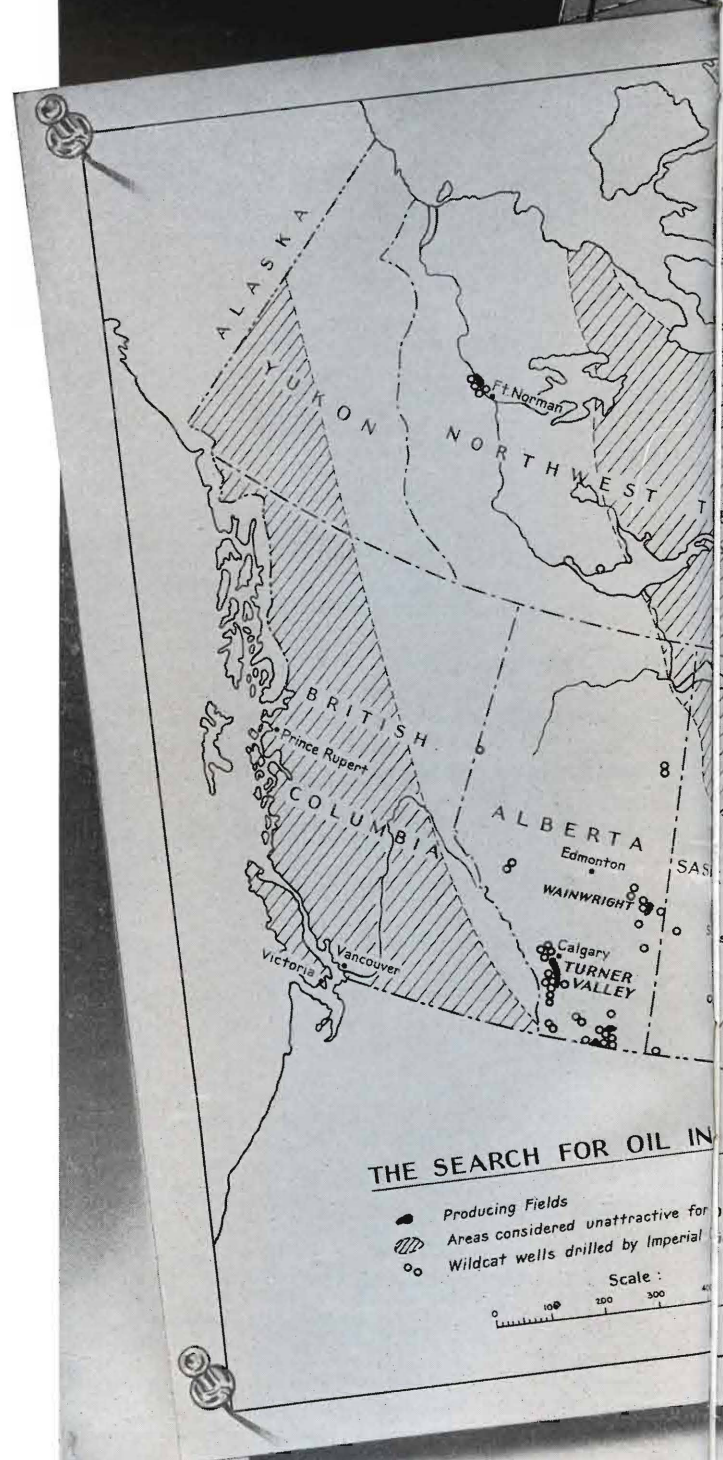 ALASKA
YUKON
Ft. Norman
NORTHWEST T
BRITISH
COLUMBIA
Prince Rupert
ALBERTA
Edmonton
SAS
WAINWRIGHT
Calgary
TURNER
VALLEY
Vancouver
Victoria
THE SEARCH FOR OIL IN
Producing Fields
Areas considered unattractive for
Wildcat wells drilled by Imperial
Scale :
0 100 200 300